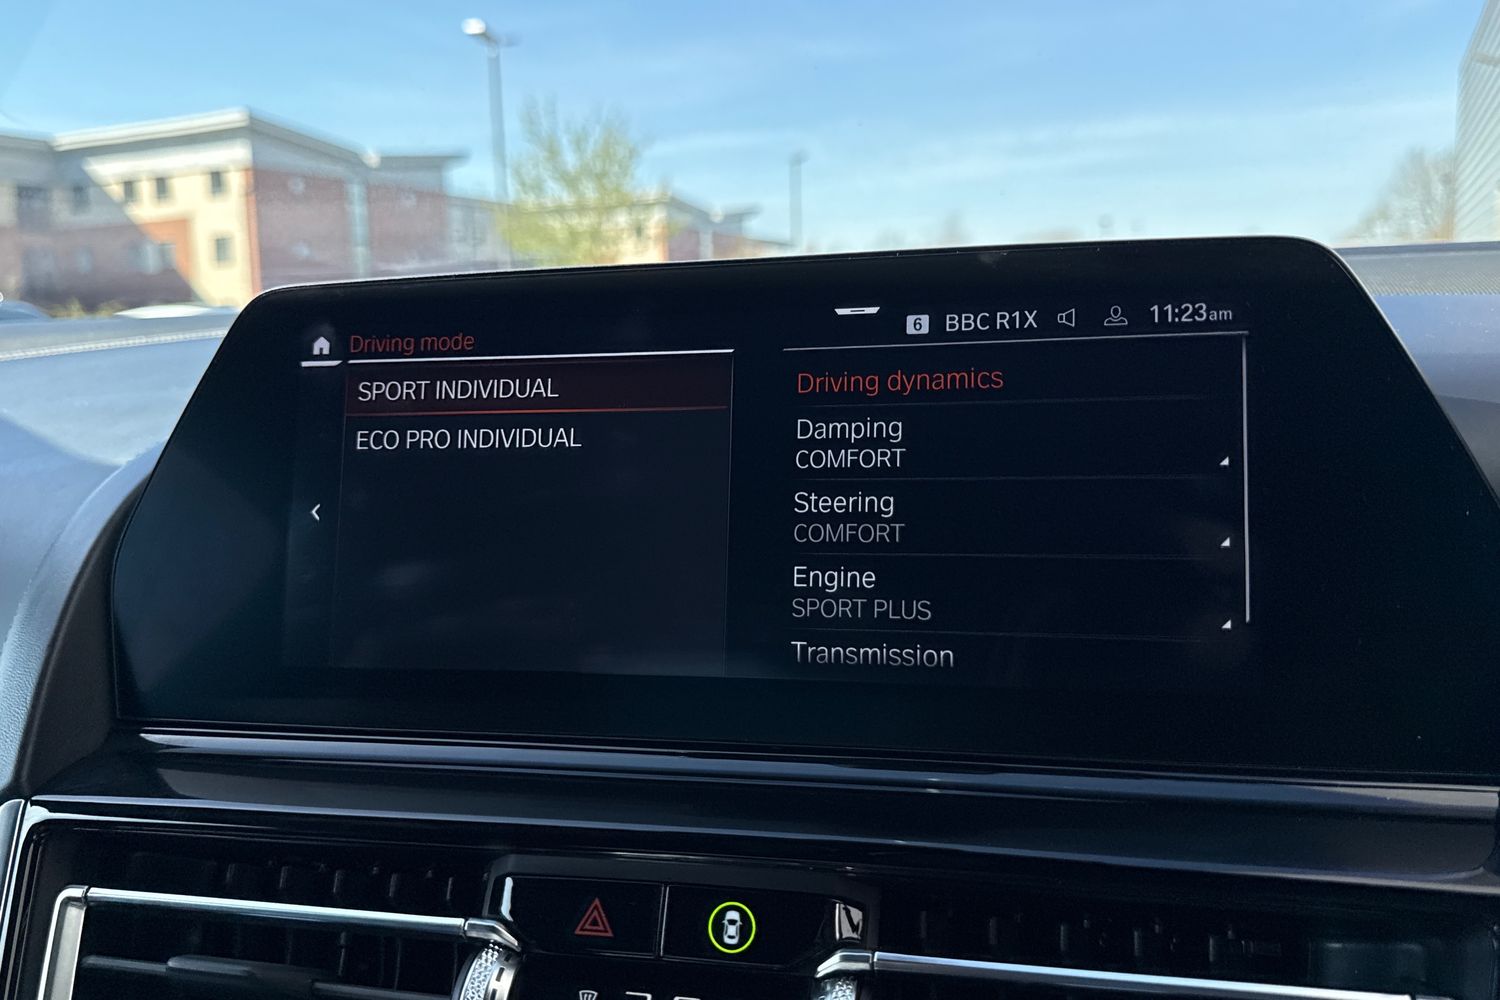 6 BBC R1X 11:23am
Driving mode
SPORT INDIVIDUAL
ECO PRO INDIVIDUAL
Driving dynamics
Damping
COMFORT
Steering
COMFORT
Engine
SPORT PLUS
Transmission